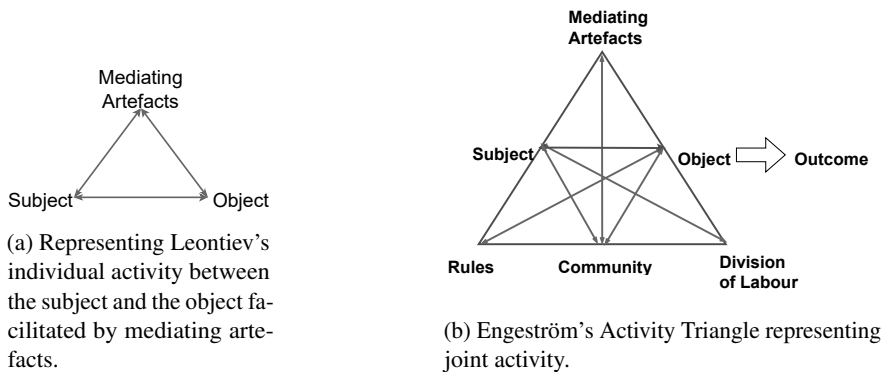 Mediating
Artefacts
Subject
Object
(a) Representing Leontiev's
individual activity between
the subject and the object fa-
cilitated by mediating arte-
facts.
Mediating
Artefacts
Subject
Object
Outcome
Rules
Community
Division
of Labour
(b) Engeström's Activity Triangle representing
joint activity.